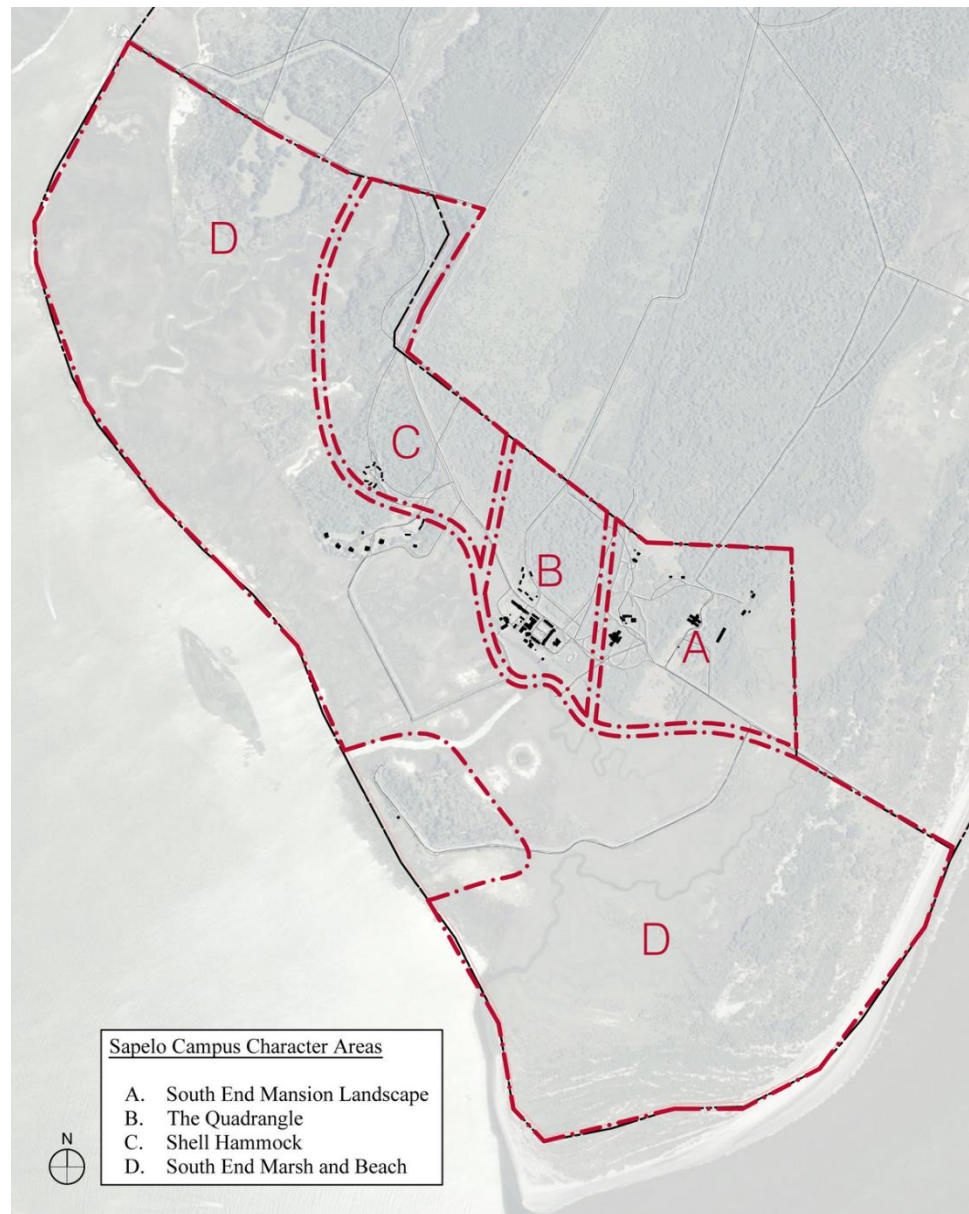 D
C
B
A
D
Sapelo Campus Character Areas
A. South End Mansion Landscape
B. The Quadrangle
C. Shell Hammock
D. South End Marsh and Beach
N